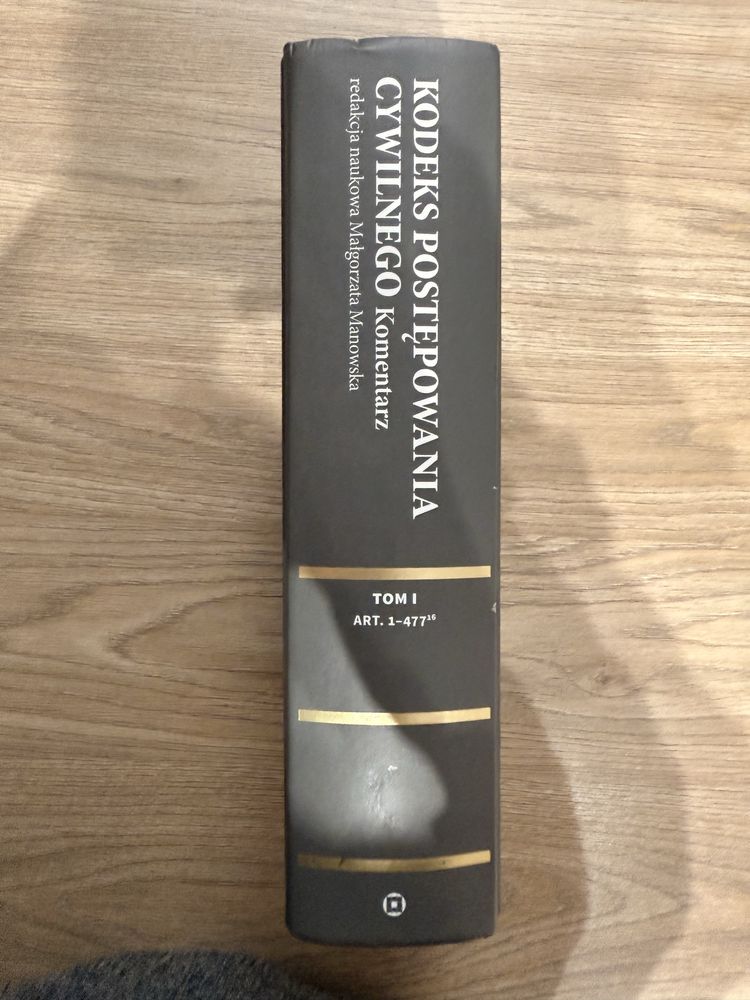 KODEKS POSTĘPOWANIA
CYWILNEGO Komentarz
redakcja naukowa Małgorzata Manowska
TOM I
ART. 1–477¹⁶